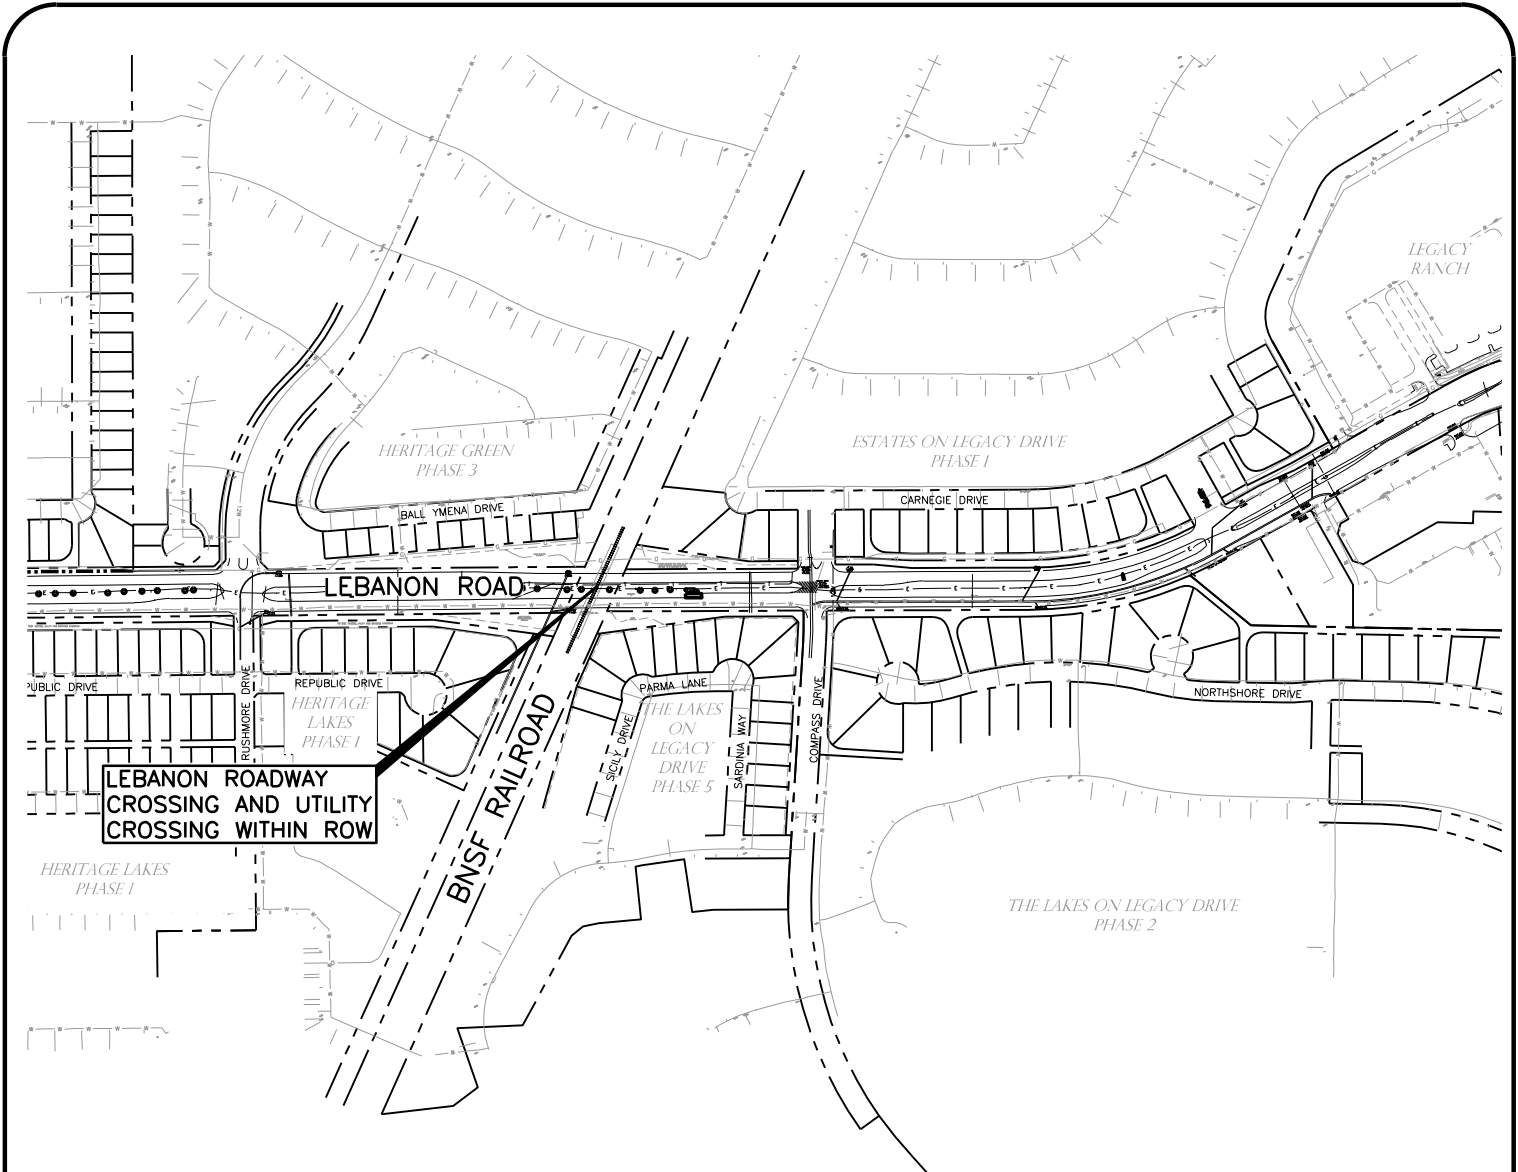 LEGACY
RANCH
HERITAGE GREEN
PHASE 3
ESTATES ON LEGACY DRIVE
PHASE 1
CARNEGIE DRIVE
BALLYMENA DRIVE
LEBANON ROAD
PUBLIC DRIVE
RUSHMORE DRIVE
REPUBLIC DRIVE
HERITAGE
LAKES
PHASE 1
PARMA LANE
THE LAKES
ON
LEGACY
DRIVE
PHASE 5
SICILY DRIVE
SARDINIA WAY
COMPASS DRIVE
NORTHSHORE DRIVE
BNSF RAILROAD
LEBANON ROADWAY
CROSSING AND UTILITY
CROSSING WITHIN ROW
HERITAGE LAKES
PHASE 1
THE LAKES ON LEGACY DRIVE
PHASE 2